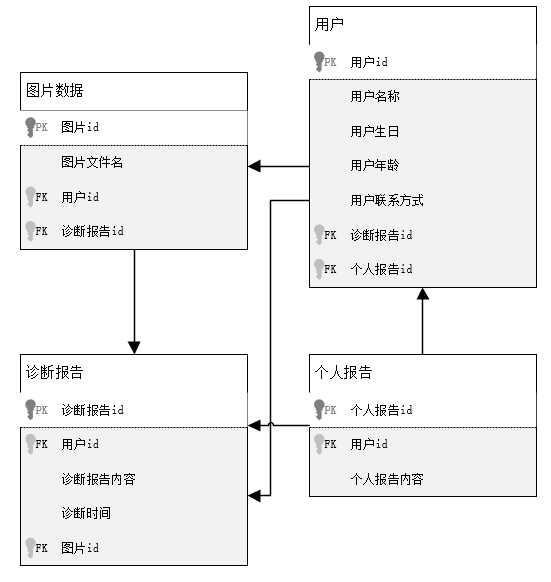 图片数据
PK 图片id
图片文件名
FK 用户id
FK 诊断报告id
用户
PK 用户id
用户名称
用户生日
用户年龄
用户联系方式
FK 诊断报告id
FK 个人报告id
诊断报告
PK 诊断报告id
FK 用户id
诊断报告内容
诊断时间
FK 图片id
个人报告
PK 个人报告id
FK 用户id
个人报告内容